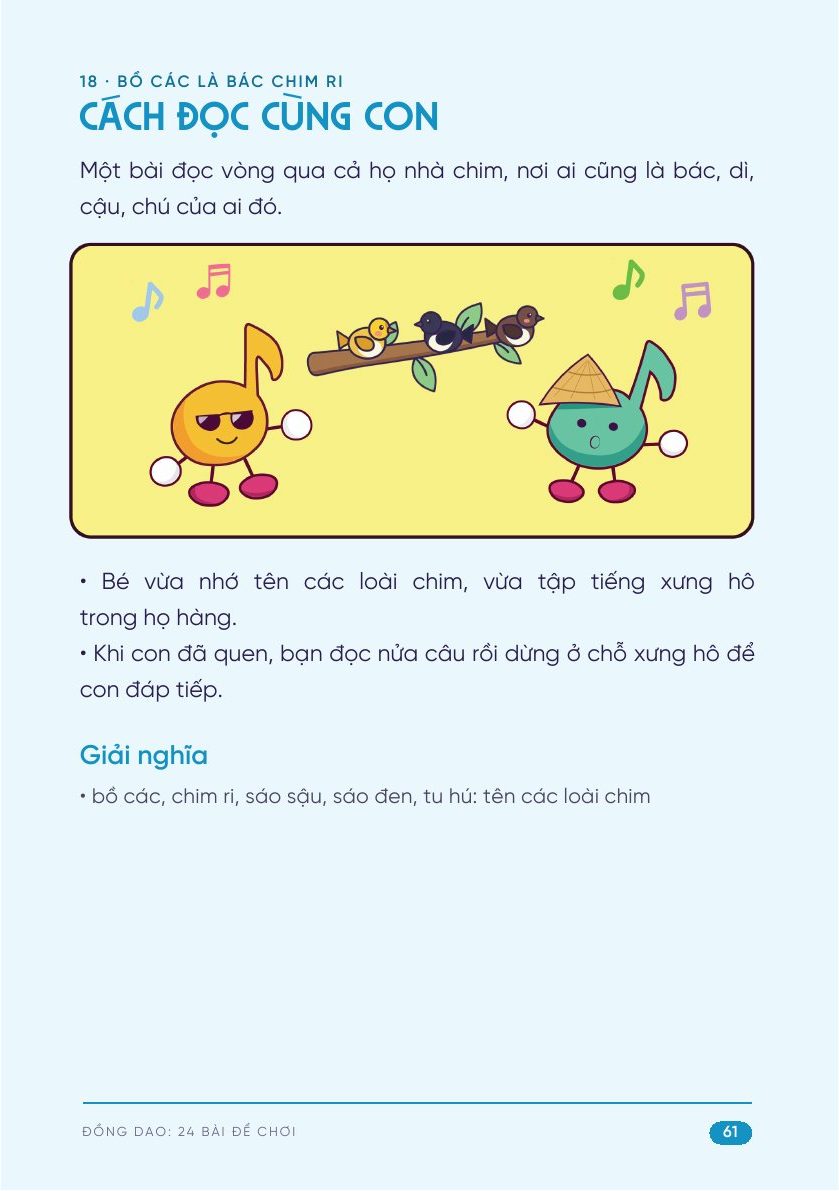 18 · BỒ CÁC LÀ BÁC CHIM RI
CÁCH ĐỌC CÙNG CON
Một bài đọc vòng qua cả họ nhà chim, nơi ai cũng là bác, dì,
cậu, chú của ai đó.
• Bé vừa nhớ tên các loài chim, vừa tập tiếng xưng hô
trong họ hàng.
• Khi con đã quen, bạn đọc nửa câu rồi dừng ở chỗ xưng hô để
con đáp tiếp.
Giải nghĩa
• bồ các, chim ri, sáo sậu, sáo đen, tu hú: tên các loài chim
ĐỒNG DAO: 24 BÀI ĐỂ CHƠI
61